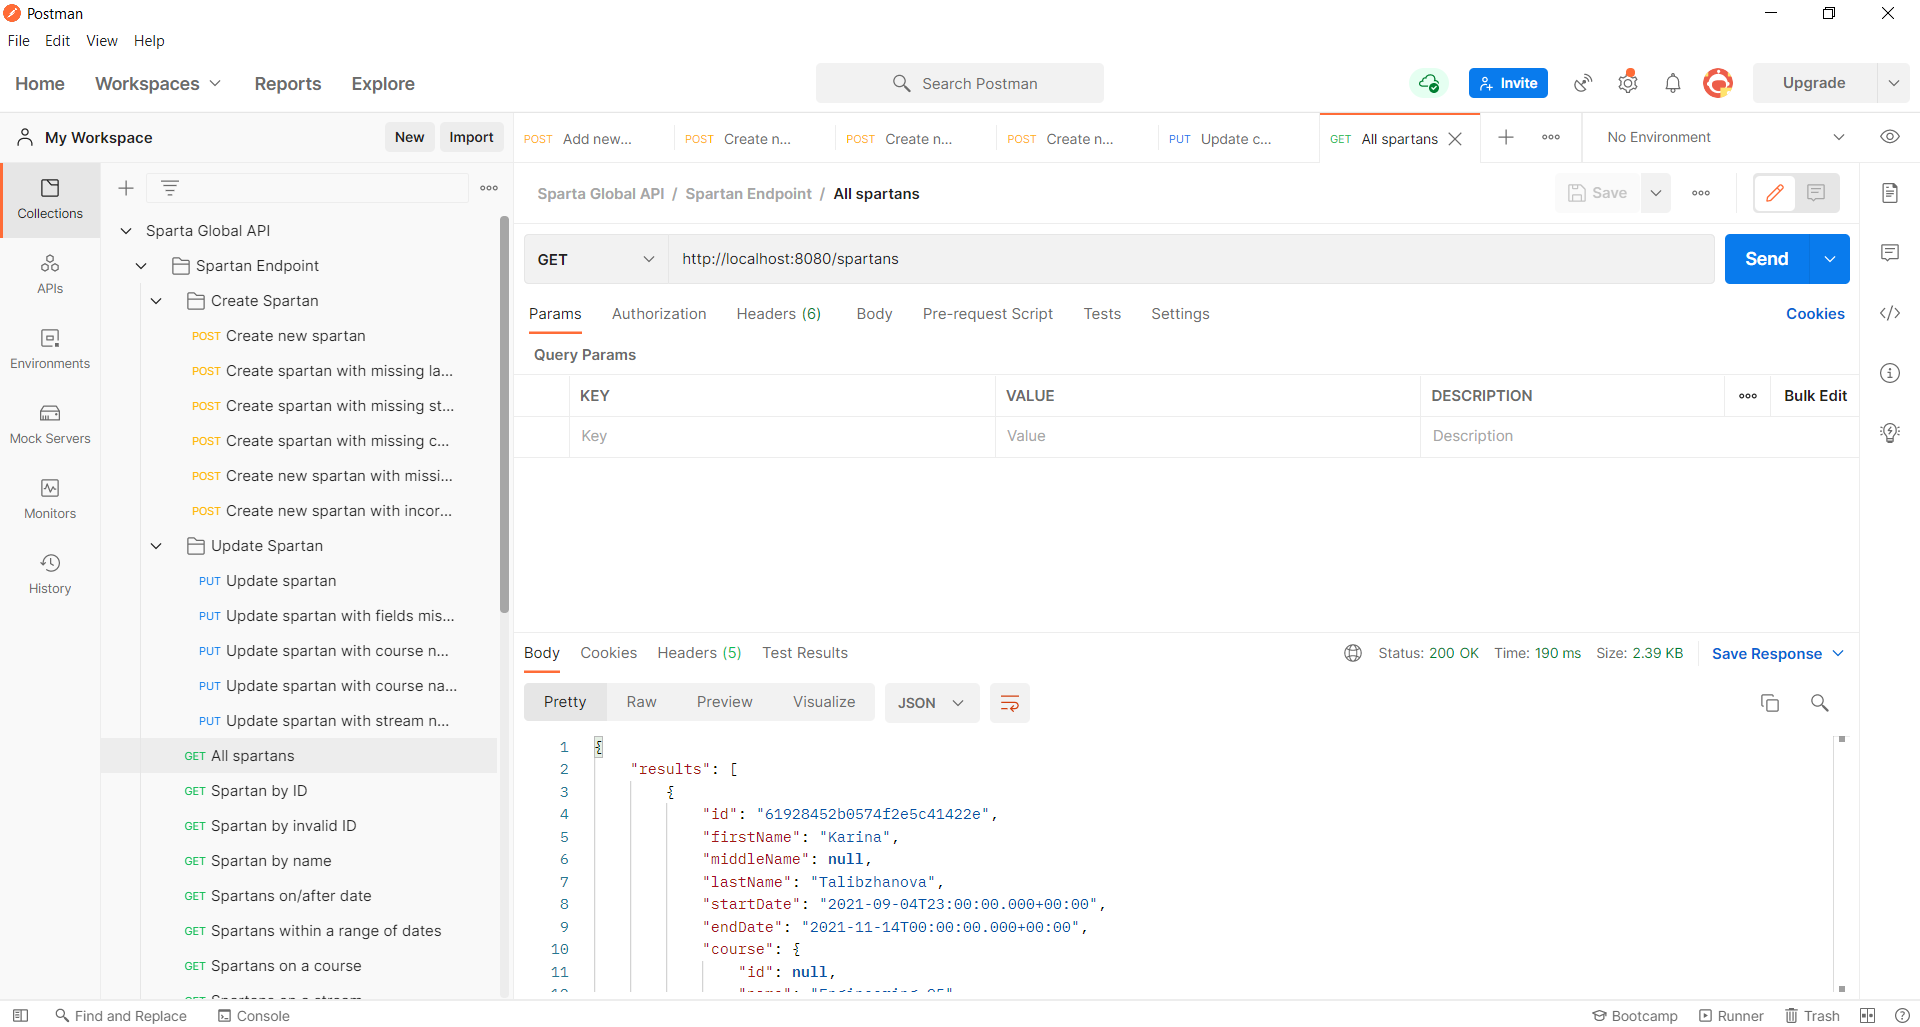 Postman
File Edit View Help
Home Workspaces Reports Explore Search Postman Invite Upgrade
My Workspace New Import
POST Add new... POST Create n... POST Create n... POST Create n... PUT Update c... GET All spartans No Environment
Collections
APIs
Environments
Mock Servers
Monitors
History
Sparta Global API
Spartan Endpoint
Create Spartan
POST Create new spartan
POST Create spartan with missing la...
POST Create spartan with missing st...
POST Create spartan with missing c...
POST Create new spartan with missi...
POST Create new spartan with incor...
Update Spartan
PUT Update spartan
PUT Update spartan with fields mis...
PUT Update spartan with course n...
PUT Update spartan with course na...
PUT Update spartan with stream n...
GET All spartans
GET Spartan by ID
GET Spartan by invalid ID
GET Spartan by name
GET Spartans on/after date
GET Spartans within a range of dates
GET Spartans on a course
GET Spartans on a stream
Sparta Global API / Spartan Endpoint / All spartans Save
GET http://localhost:8080/spartans Send
Params Authorization Headers (6) Body Pre-request Script Tests Settings Cookies
Query Params
KEY VALUE DESCRIPTION Bulk Edit
Key Value Description
Body Cookies Headers (5) Test Results Status: 200 OK Time: 190 ms Size: 2.39 KB Save Response
Pretty Raw Preview Visualize JSON
1 {
2 "results": [
3 {
4 "id": "61928452b0574f2e5c41422e",
5 "firstName": "Karina",
6 "middleName": null,
7 "lastName": "Talibzhanova",
8 "startDate": "2021-09-04T23:00:00.000+00:00",
9 "endDate": "2021-11-14T00:00:00.000+00:00",
10 "course": {
11 "id": null,
12 "name": "Engineering 95"
Find and Replace Console Bootcamp Runner Trash